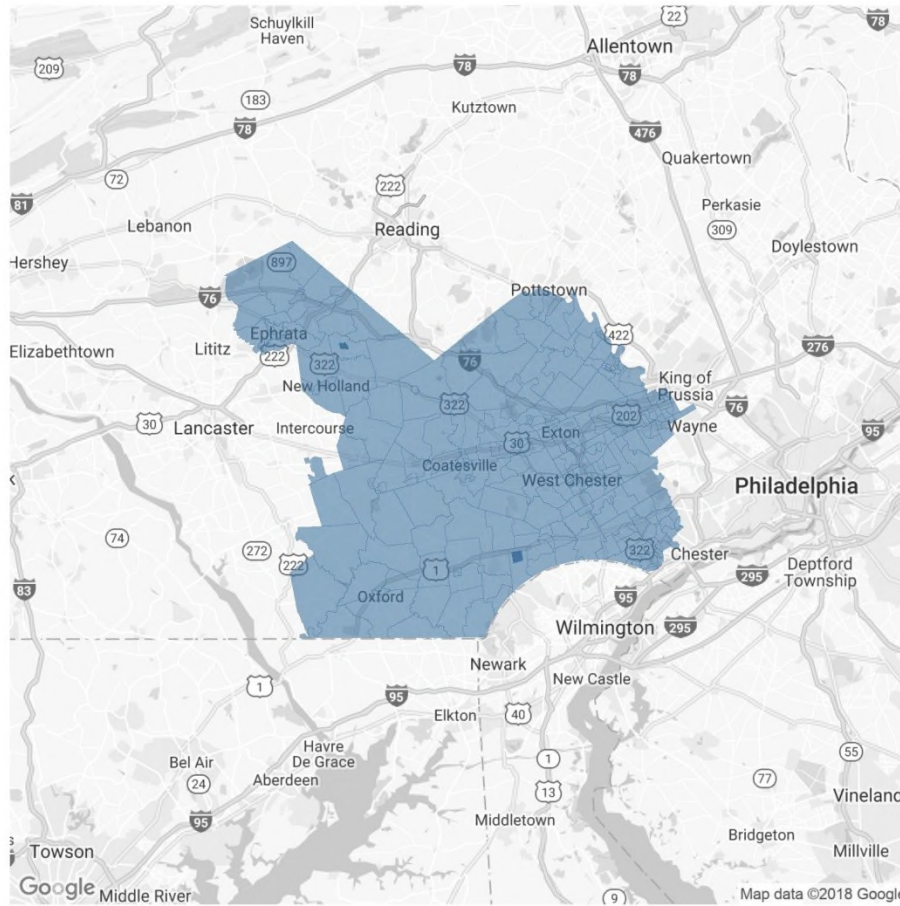 22
Schuylkill
Haven
78
Allentown
209
78
78
183
Kutztown
78
476
Quakertown
72
222
81
Perkasie
Lebanon
Reading
309
Doylestown
Hershey
897
Pottstown
76
422
Ephrata
276
Elizabethtown
Lititz
222
76
322
King of
Prussia
New Holland
322
76
202
30
Lancaster
Intercourse
Wayne
95
30
Exton
Coatesville
West Chester
Philadelphia
74
272
322
Chester
222
1
Deptford
Township
295
83
Oxford
95
Wilmington
295
Newark
New Castle
1
95
Elkton
40
Havre
De Grace
1
55
Bel Air
24
Aberdeen
77
13
Vineland
95
Middletown
Bridgeton
Towson
Millville
Google
Middle River
9
Map data ©2018 Google